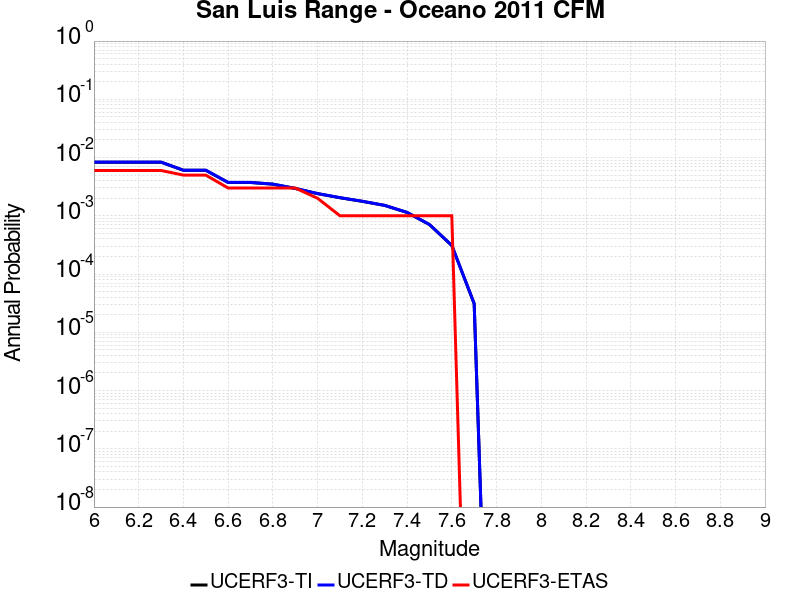 San Luis Range - Oceano 2011 CFM
10^0
10^-1
10^-2
10^-3
10^-4
10^-5
10^-6
10^-7
10^-8
Annual Probability
6 6.2 6.4 6.6 6.8 7 7.2 7.4 7.6 7.8 8 8.2 8.4 8.6 8.8 9
Magnitude
UCERF3-TI UCERF3-TD UCERF3-ETAS